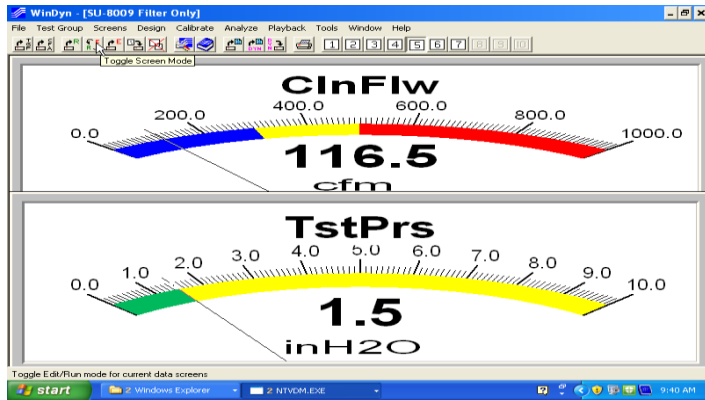 WinDyn - [SU-8009 Filter Only]
File Test Group Screens Design Calibrate Analyze Playback Tools Window Help
1 2 3 4 5 6 7 8 9 10
Toggle Screen Mode
ClnFlw
0.0 200.0 400.0 600.0 800.0 1000.0
116.5
cfm
TstPrs
0.0 1.0 2.0 3.0 4.0 5.0 6.0 7.0 8.0 9.0 10.0
1.5
inH2O
Toggle Edit/Run mode for current data screens
start 2 Windows Explorer 2 NTVDM.EXE 9:40 AM